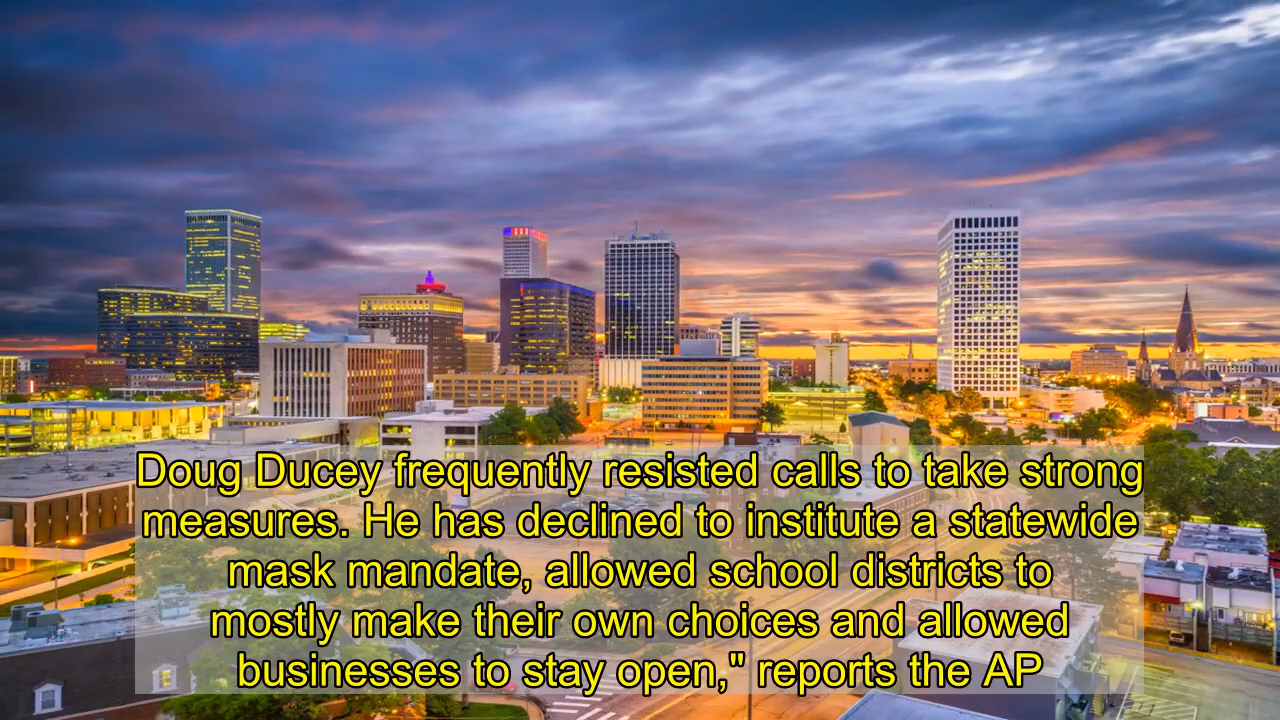 Doug Ducey frequently resisted calls to take strong
measures. He has declined to institute a statewide
mask mandate, allowed school districts to
mostly make their own choices and allowed
businesses to stay open," reports the AP